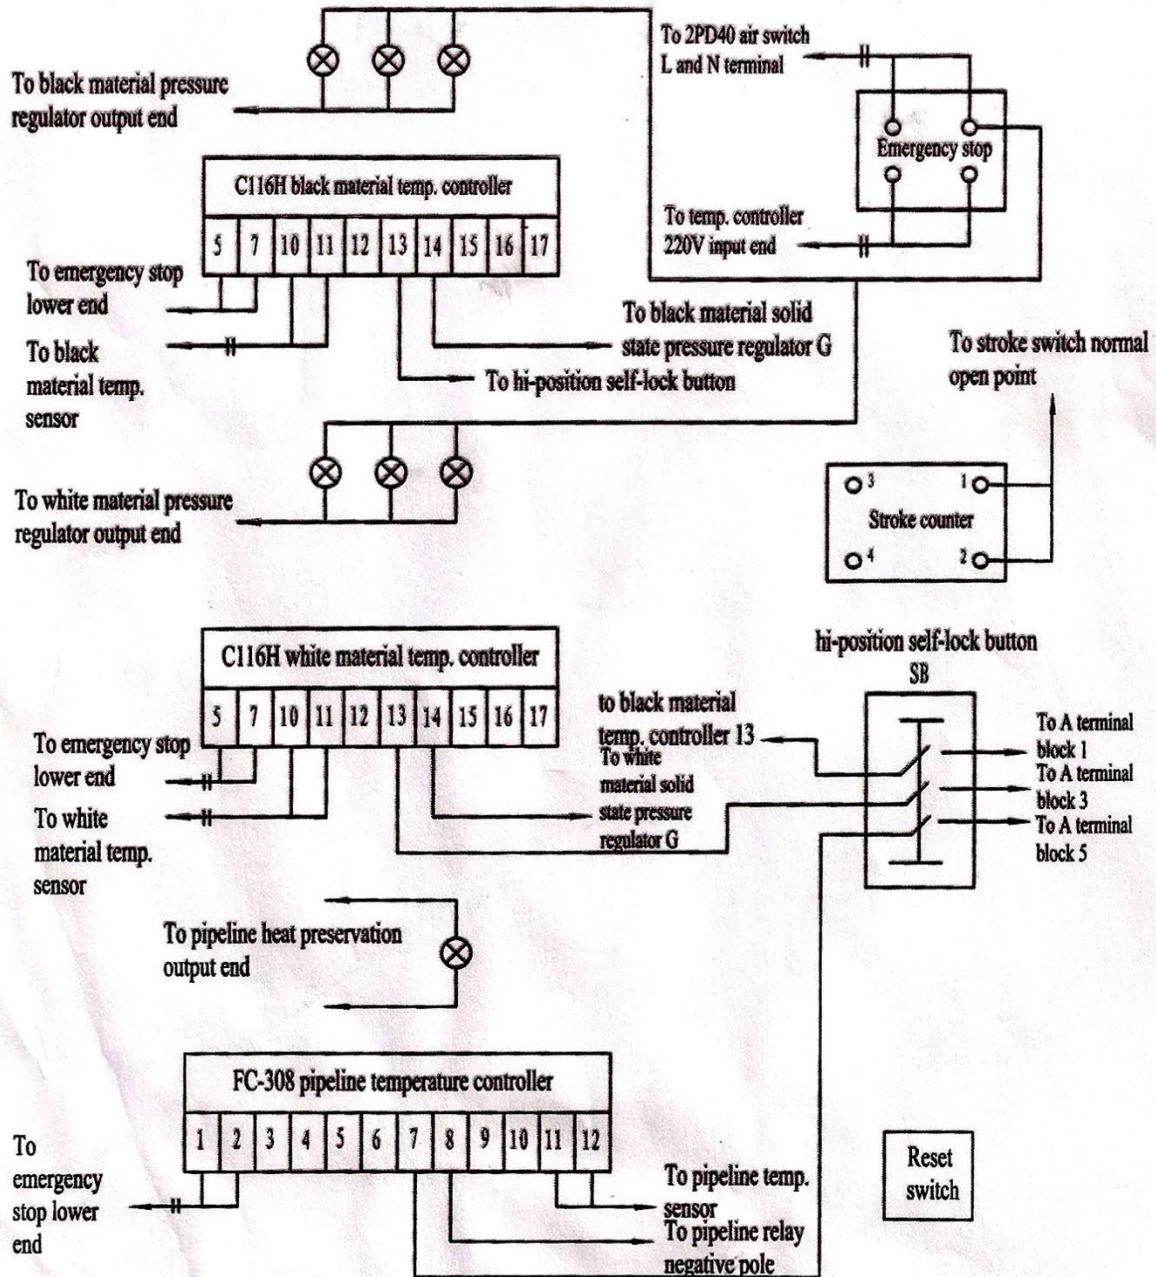 To 2PD40 air switch
L and N terminal
To black material pressure
regulator output end
Emergency stop
C116H black material temp. controller
5 7 10 11 12 13 14 15 16 17
To temp. controller
220V input end
To emergency stop
lower end
To black
material temp.
sensor
To black material solid
state pressure regulator G
To hi-position self-lock button
To stroke switch normal
open point
To white material pressure
regulator output end
3 1
Stroke counter
4 2
C116H white material temp. controller
5 7 10 11 12 13 14 15 16 17
hi-position self-lock button
SB
To emergency stop
lower end
To white
material temp.
sensor
to black material
temp. controller 13
To white
material solid
state pressure
regulator G
To A terminal
block 1
To A terminal
block 3
To A terminal
block 5
To pipeline heat preservation
output end
FC-308 pipeline temperature controller
1 2 3 4 5 6 7 8 9 10 11 12
To
emergency
stop lower
end
To pipeline temp.
sensor
To pipeline relay
negative pole
Reset
switch